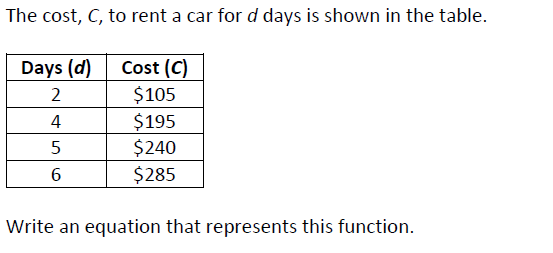 The cost, C, to rent a car for d days is shown in the table.
Days (d) Cost (C)
2 $105
4 $195
5 $240
6 $285
Write an equation that represents this function.